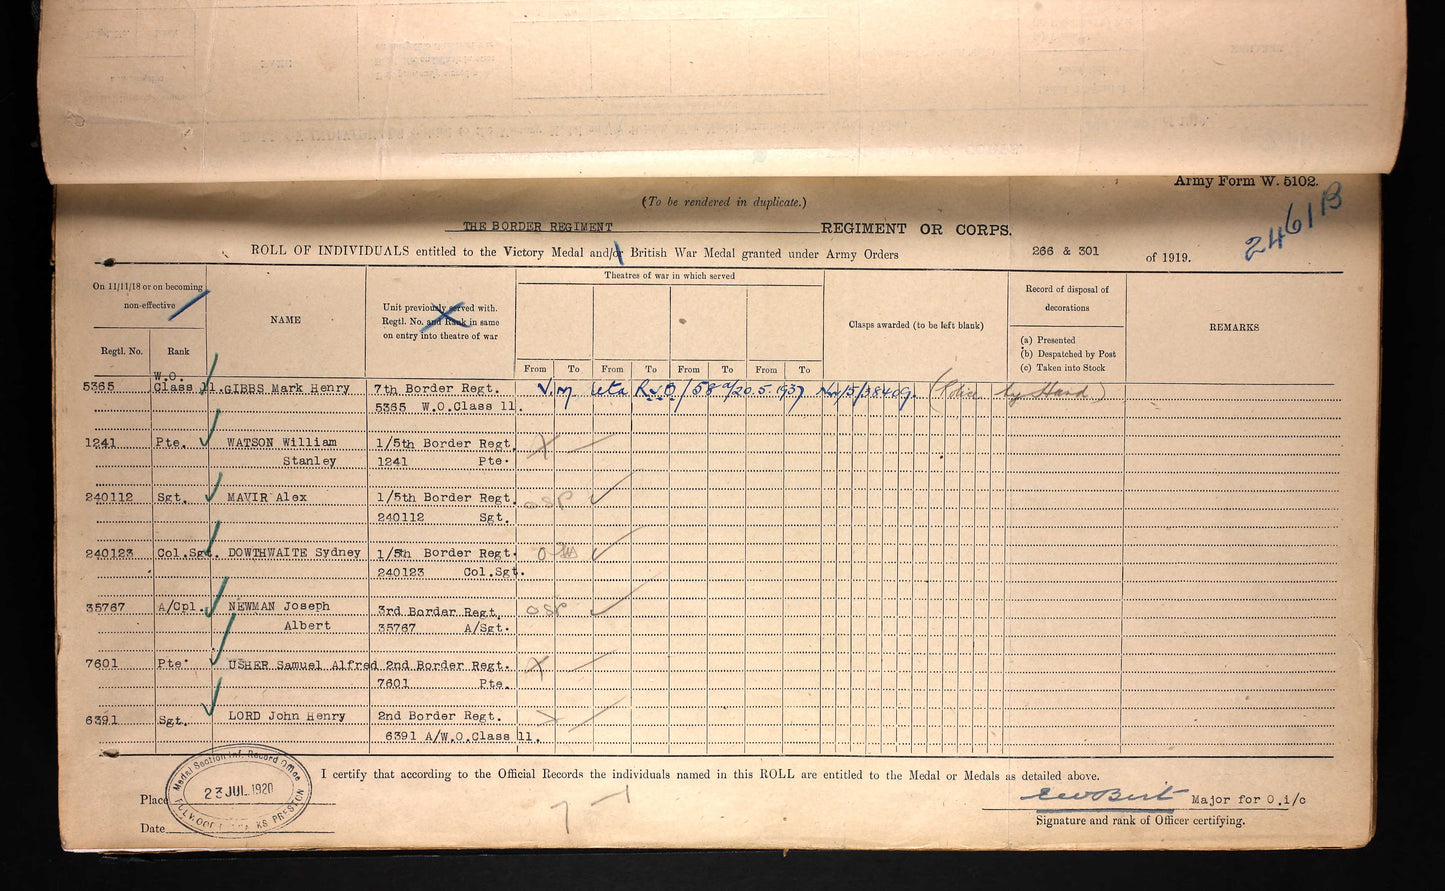 Army Form W. 5102.
(To be rendered in duplicate.)
2461B
THE BORDER REGIMENT REGIMENT OR CORPS.
ROLL OF INDIVIDUALS entitled to the Victory Medal and/or British War Medal granted under Army Orders 266 & 301 of 1919.
On 11/11/18 or on becoming
non-effective
Regtl. No. Rank
NAME
Unit previously served with.
Regtl. No. and Rank in same
on entry into theatre of war
Theatres of war in which served
From To From To From To From To
Clasps awarded (to be left blank)
Record of disposal of
decorations
(a) Presented
(b) Despatched by Post
(c) Taken into Stock
REMARKS
W.O.
5365 Class 11. GIBBS Mark Henry 7th Border Regt. 20.5.1937
5365 W.O.Class 11.
1241 Pte. WATSON William 1/5th Border Regt. X
Stanley 1241 Pte.
240112 Sgt. MAVIR Alex 1/5th Border Regt. OSP
240112 Sgt.
240123 Col.Sgt. DOWTHWAITE Sydney 1/5th Border Regt.
240123 Col.Sgt.
35767 A/Cpl. NEWMAN Joseph 3rd Border Regt. OSP
Albert 35767 A/Sgt.
7601 Pte. USHER Samuel Alfred 2nd Border Regt. X
7601 Pte.
6391 Sgt. LORD John Henry 2nd Border Regt.
6391 A/W.O.Class 11.
I certify that according to the Official Records the individuals named in this ROLL are entitled to the Medal or Medals as detailed above.
Medal Section Inf. Record Office
23 JUL 1920
PRESTON
Place
Date
Major for O.i/c
Signature and rank of Officer certifying.